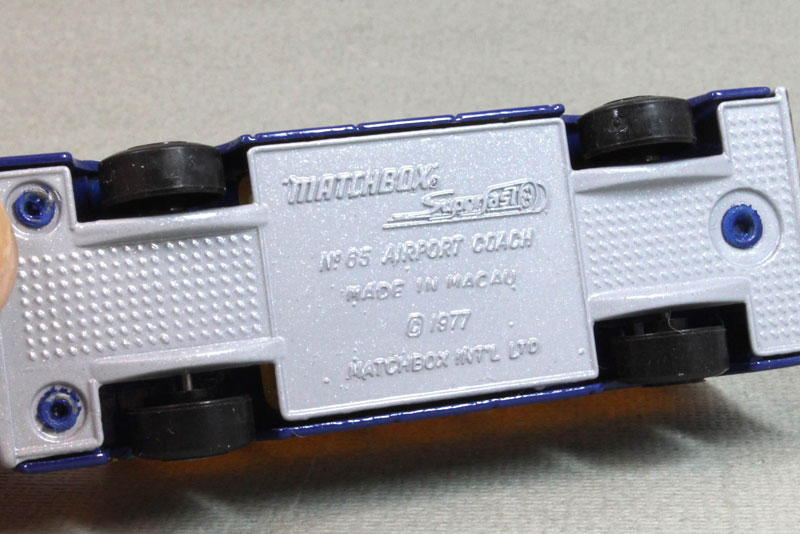 MATCHBOX®
Superfast
Nº 65 AIRPORT COACH
MADE IN MACAU
© 1977
MATCHBOX INT'L LTD